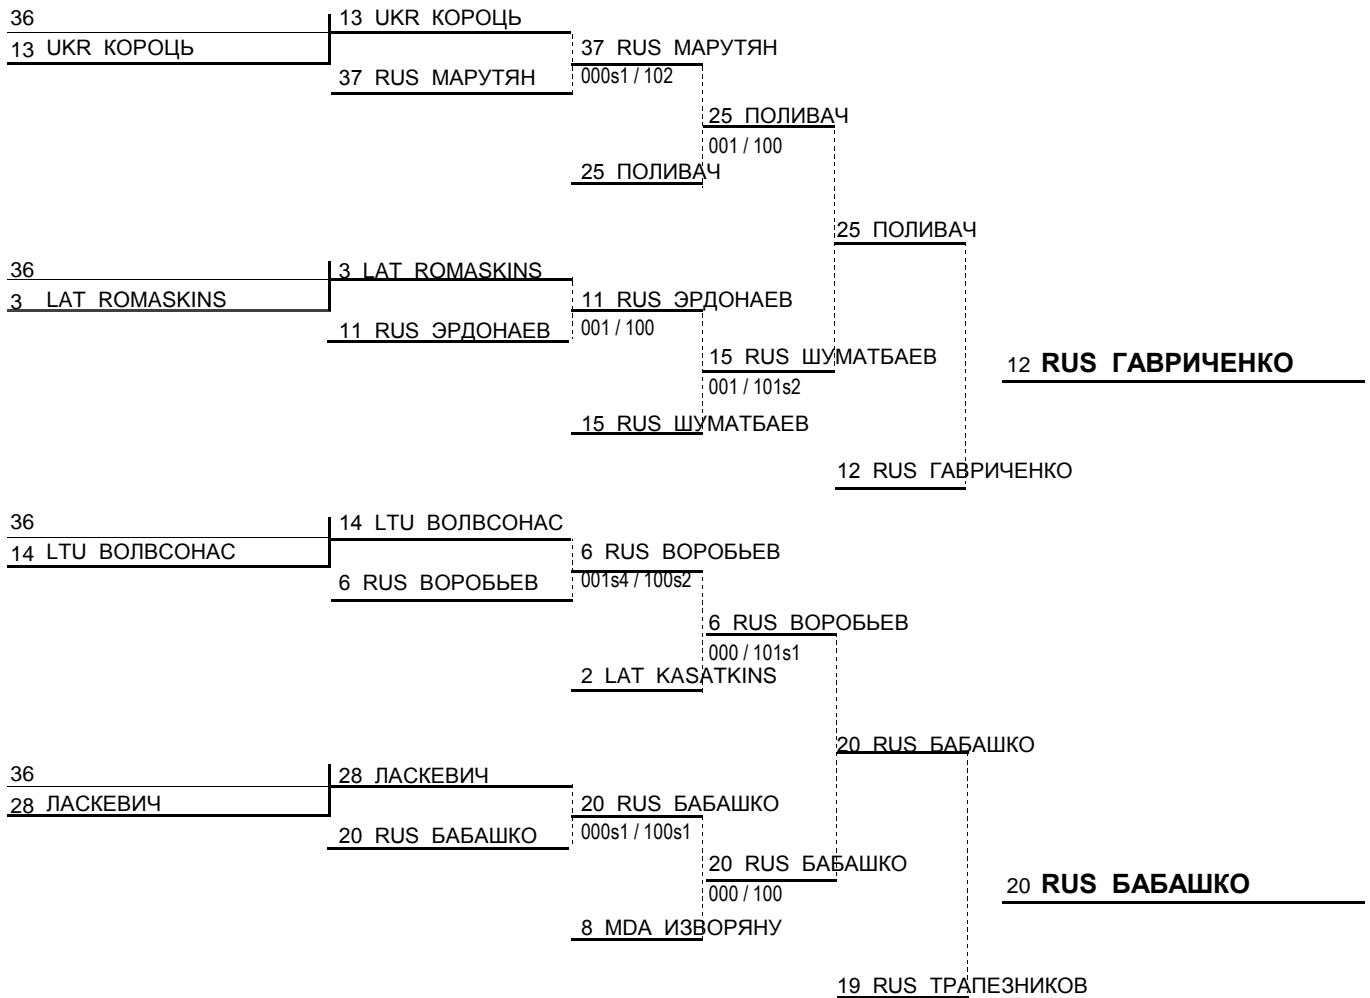 36
13 UKR КОРОЦЬ
13 UKR КОРОЦЬ
37 RUS МАРУТЯН
37 RUS МАРУТЯН
000s1 / 102
25 ПОЛИВАЧ
001 / 100
25 ПОЛИВАЧ
25 ПОЛИВАЧ
36
3 LAT ROMASKINS
3 LAT ROMASKINS
11 RUS ЭРДОНАЕВ
11 RUS ЭРДОНАЕВ
001 / 100
15 RUS ШУМАТБАЕВ
001 / 101s2
15 RUS ШУМАТБАЕВ
12 RUS ГАВРИЧЕНКО
12 RUS ГАВРИЧЕНКО
36
14 LTU ВОЛВСОНАС
14 LTU ВОЛВСОНАС
6 RUS ВОРОБЬЕВ
6 RUS ВОРОБЬЕВ
001s4 / 100s2
6 RUS ВОРОБЬЕВ
000 / 101s1
2 LAT KASATKINS
20 RUS БАБАШКО
36
28 ЛАСКЕВИЧ
28 ЛАСКЕВИЧ
20 RUS БАБАШКО
20 RUS БАБАШКО
000s1 / 100s1
20 RUS БАБАШКО
000 / 100
8 MDA ИЗВОРЯНУ
20 RUS БАБАШКО
19 RUS ТРАПЕЗНИКОВ